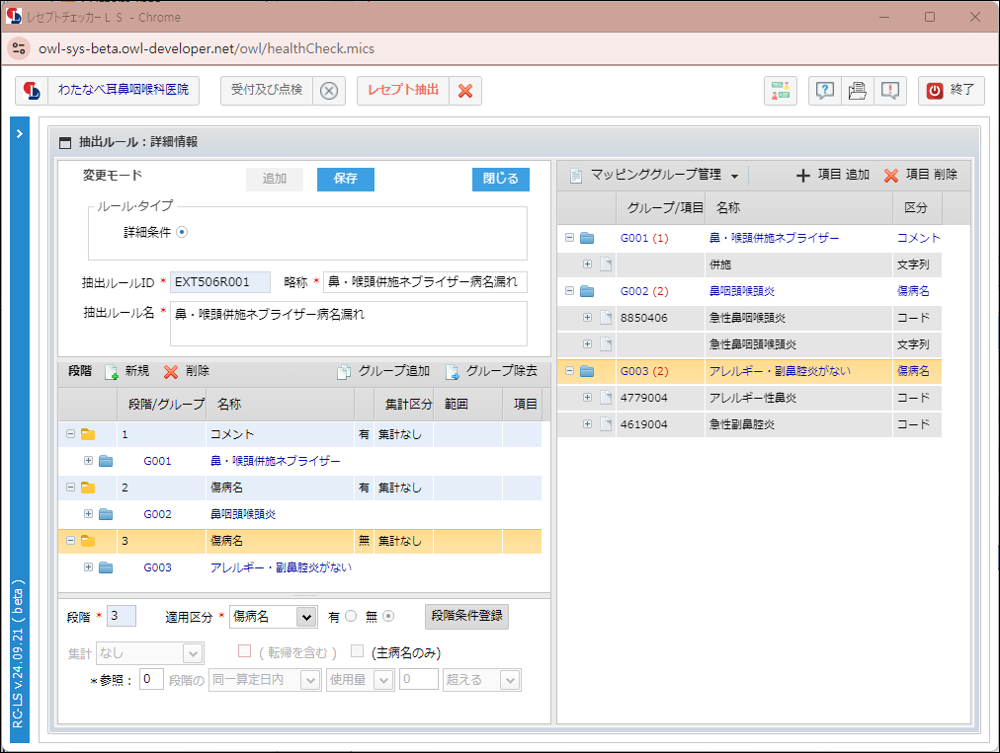 レセプトチェッカーＬＳ - Chrome
owl-sys-beta.owl-developer.net/owl/healthCheck.mics
わたなべ耳鼻咽喉科医院 受付及び点検 レセプト抽出 終了
抽出ルール：詳細情報
変更モード 追加 保存 閉じる
ルール・タイプ
詳細条件
抽出ルールID * EXT506R001 略称 * 鼻・喉頭併施ネブライザー病名漏れ
抽出ルール名 * 鼻・喉頭併施ネブライザー病名漏れ
段階 新規 削除 グループ追加 グループ除去
段階/グループ 名称 集計区分 範囲 項目
1 コメント 有 集計なし
G001 鼻・喉頭併施ネブライザー
2 傷病名 有 集計なし
G002 鼻咽頭喉頭炎
3 傷病名 無 集計なし
G003 アレルギー・副鼻腔炎がない
段階 * 3 適用区分 * 傷病名 有 無 段階条件登録
集計 なし ( 転帰を含む ) (主病名のみ)
*参照： 0 段階の 同一算定日内 使用量 0 超える
マッピンググループ管理 項目 追加 項目 削除
グループ/項目 名称 区分
G001 (1) 鼻・喉頭併施ネブライザー コメント
併施 文字列
G002 (2) 鼻咽頭喉頭炎 傷病名
8850406 急性鼻咽喉頭炎 コード
急性鼻咽頭喉頭炎 文字列
G003 (2) アレルギー・副鼻腔炎がない 傷病名
4779004 アレルギー性鼻炎 コード
4619004 急性副鼻腔炎 コード
RC-LS v.24.09.21 ( beta )